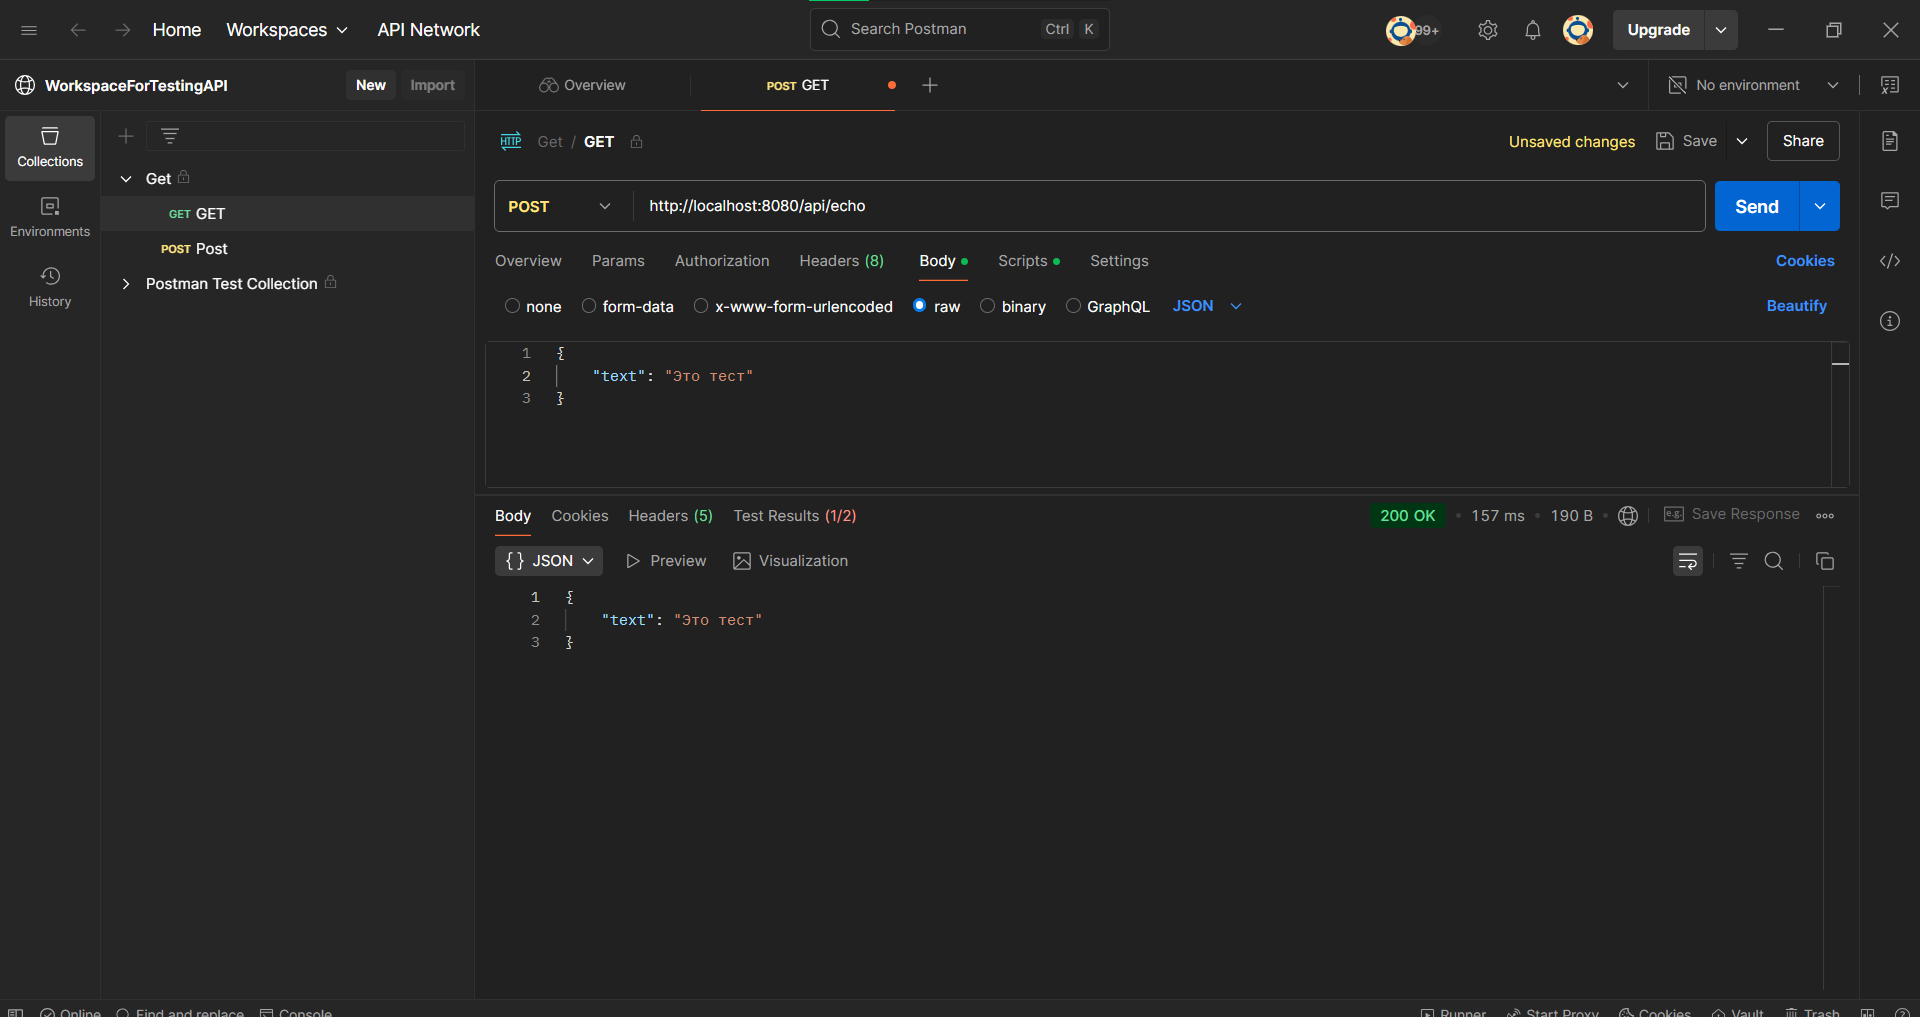 Home Workspaces API Network Search Postman Ctrl K 99+ Upgrade
WorkspaceForTestingAPI New Import Overview POST GET No environment
Collections
Environments
History
Get
GET GET
POST Post
Postman Test Collection
HTTP Get / GET Unsaved changes Save Share
POST http://localhost:8080/api/echo Send
Overview Params Authorization Headers (8) Body Scripts Settings Cookies
none form-data x-www-form-urlencoded raw binary GraphQL JSON Beautify
1 {
2 "text": "Это тест"
3 }
Body Cookies Headers (5) Test Results (1/2) 200 OK • 157 ms • 190 B • e.g. Save Response
{} JSON Preview Visualization
1 {
2 "text": "Это тест"
3 }
Online Find and replace Console Runner Start Proxy Cookies Vault Trash